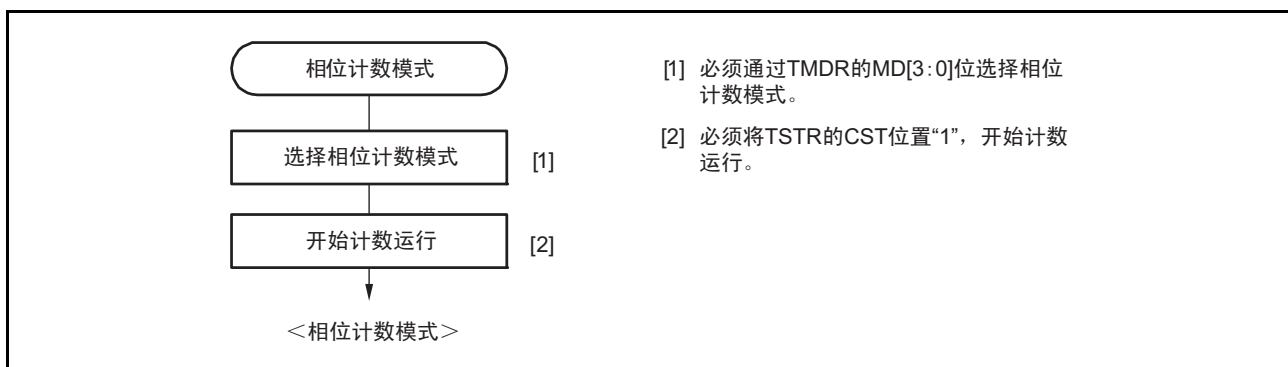 相位计数模式
选择相位计数模式 [1]
开始计数运行 [2]
＜相位计数模式＞
[1] 必须通过TMDR的MD[3:0]位选择相位
计数模式。
[2] 必须将TSTR的CST位置“1”，开始计数
运行。